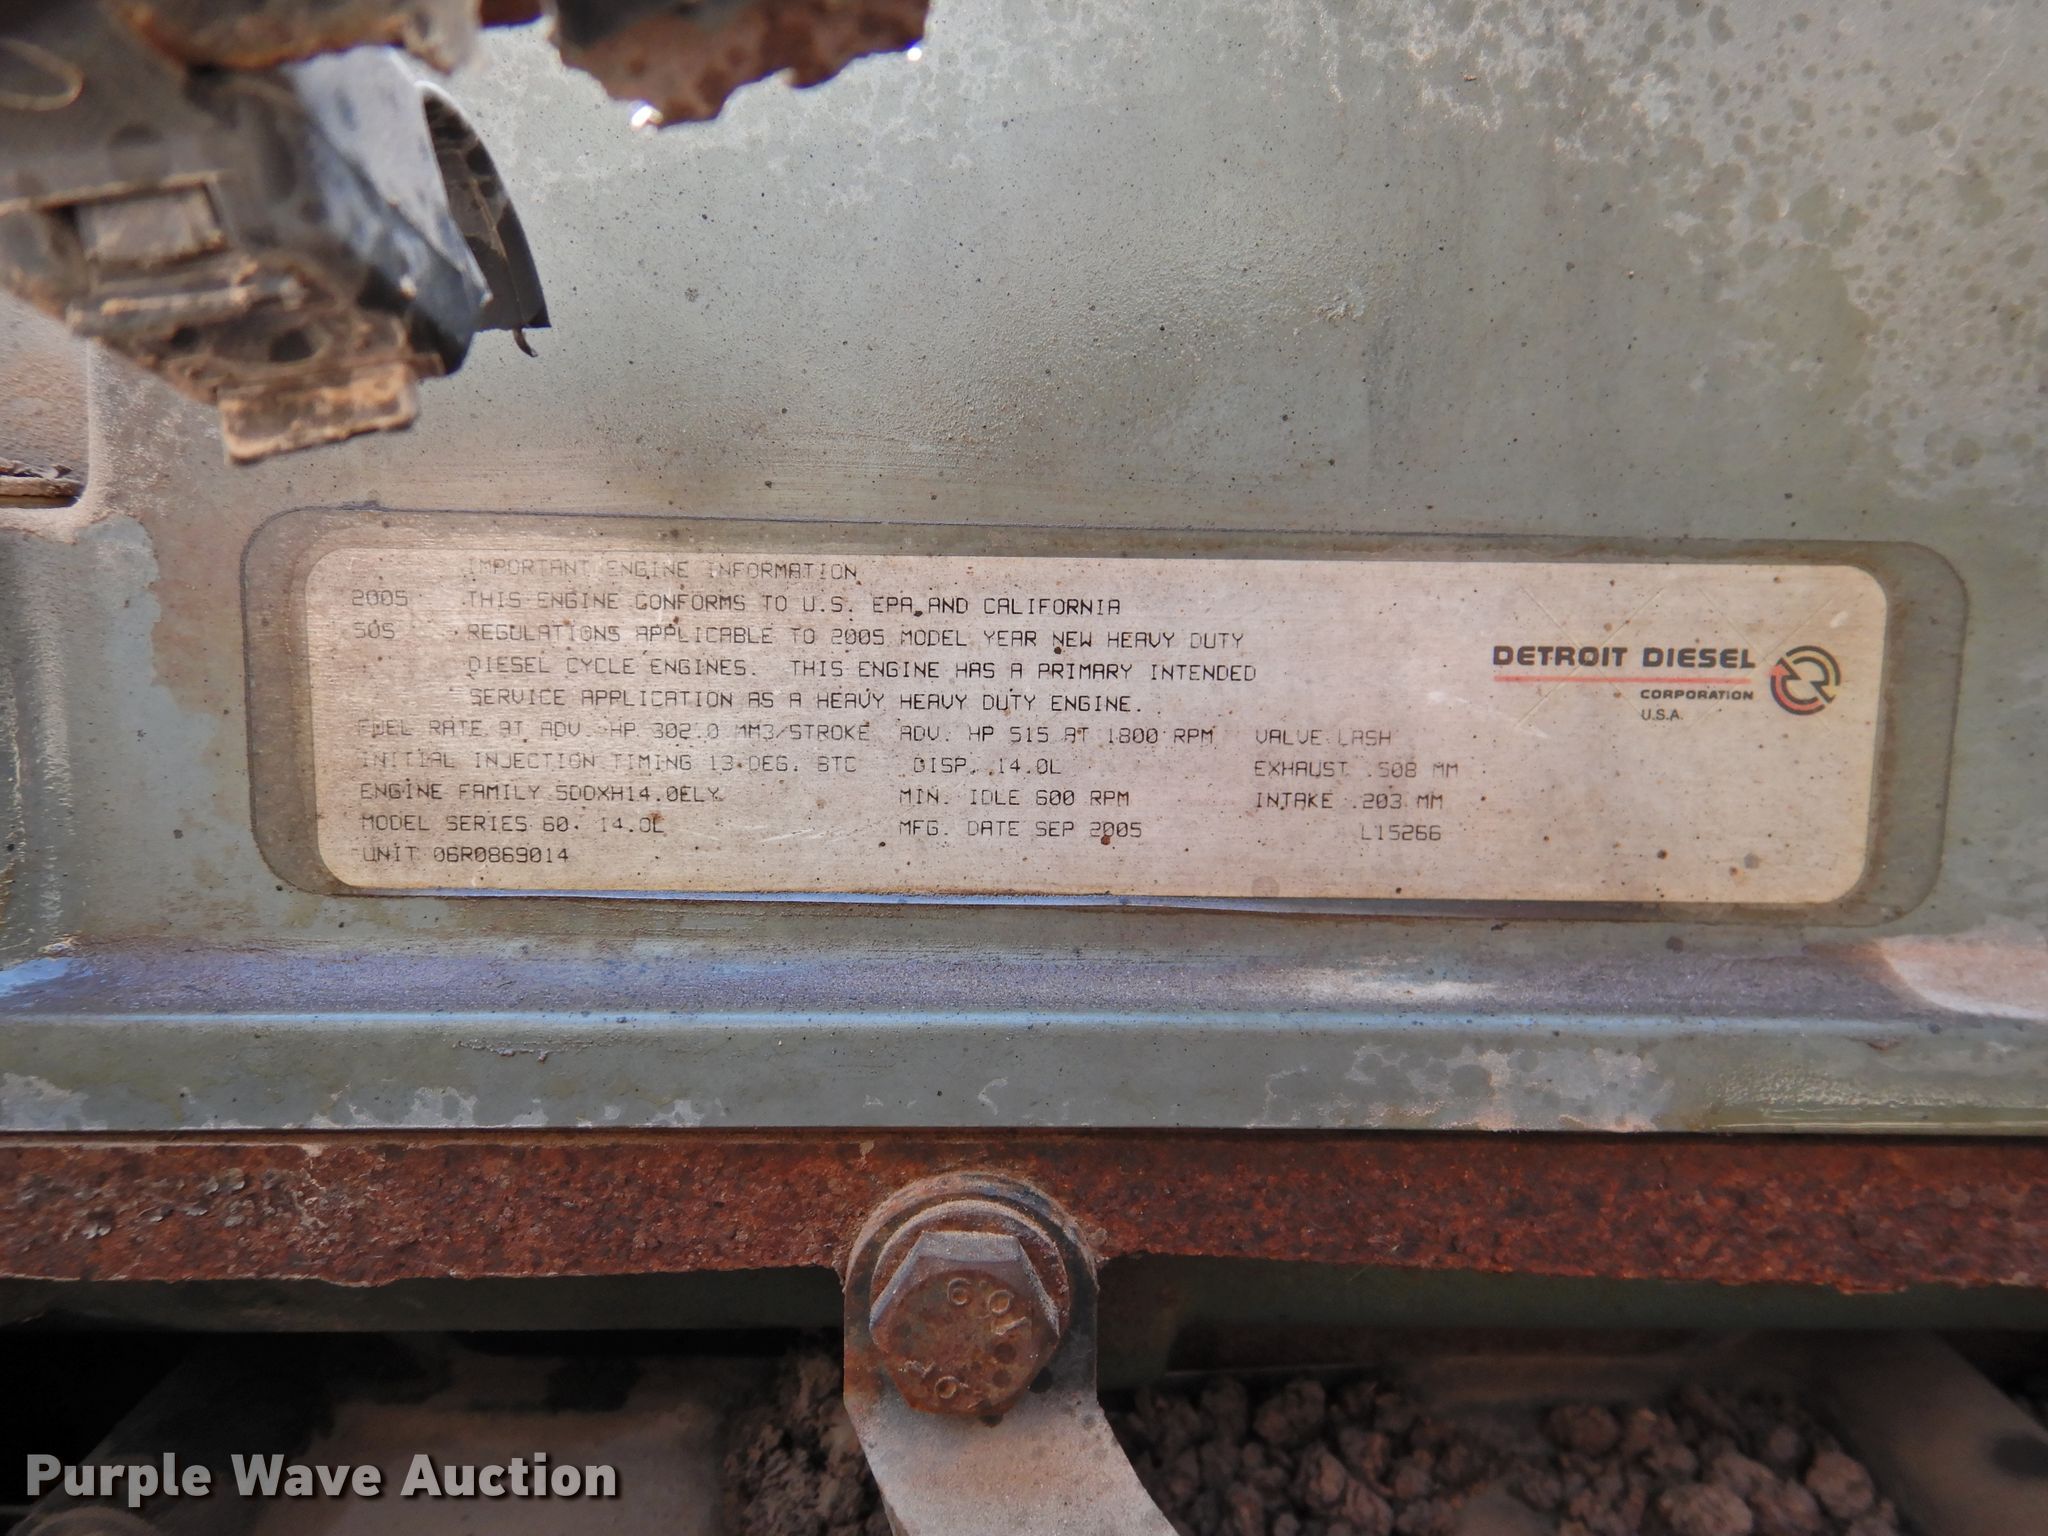 IMPORTANT ENGINE INFORMATION
2005 THIS ENGINE CONFORMS TO U.S. EPA AND CALIFORNIA
50S REGULATIONS APPLICABLE TO 2005 MODEL YEAR NEW HEAVY DUTY
DIESEL CYCLE ENGINES. THIS ENGINE HAS A PRIMARY INTENDED
SERVICE APPLICATION AS A HEAVY HEAVY DUTY ENGINE.
FUEL RATE AT ADV. HP 302.0 MM3/STROKE ADV. HP 515 AT 1800 RPM VALVE LASH
INITIAL INJECTION TIMING 13 DEG. BTC DISP. 14.0L EXHAUST .508 MM
ENGINE FAMILY 5DDXH14.0ELY MIN. IDLE 600 RPM INTAKE .203 MM
MODEL SERIES 60, 14.0L MFG. DATE SEP 2005 L15266
UNIT 06R0869014
DETROIT DIESEL
CORPORATION
U.S.A.
Purple Wave Auction